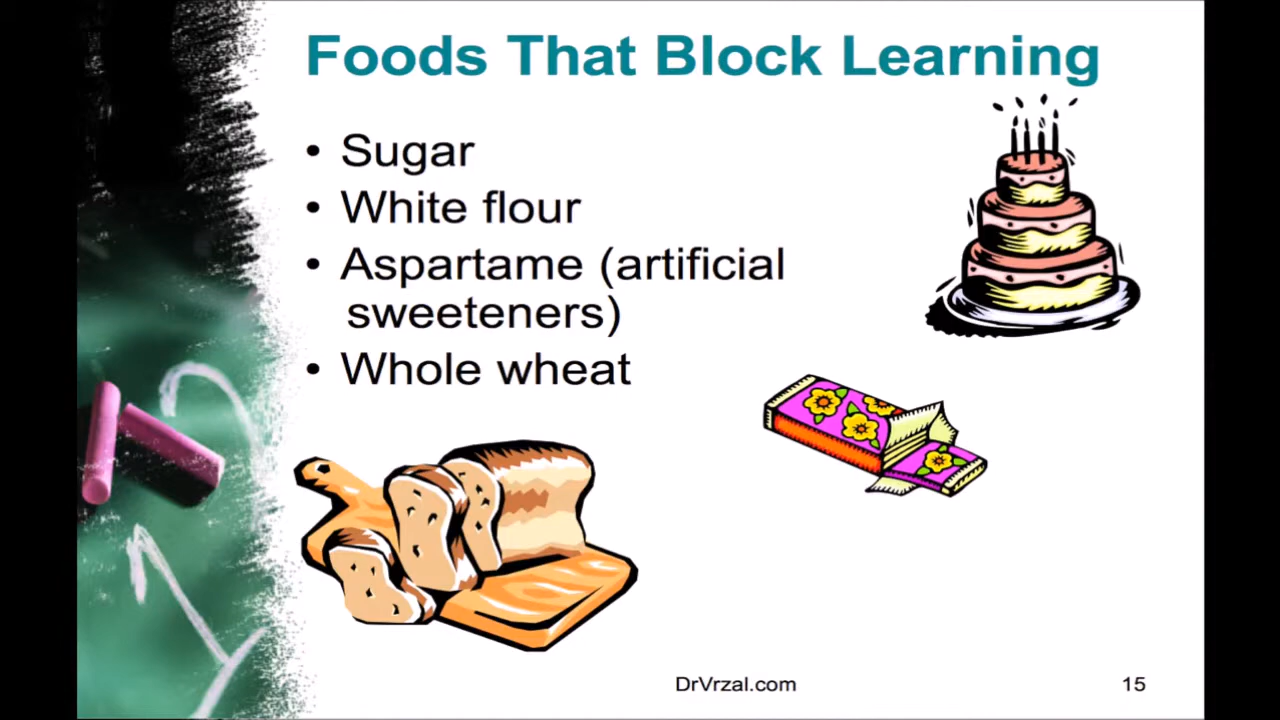 Foods That Block Learning
• Sugar
• White flour
• Aspartame (artificial
sweeteners)
• Whole wheat
DrVrzal.com
15